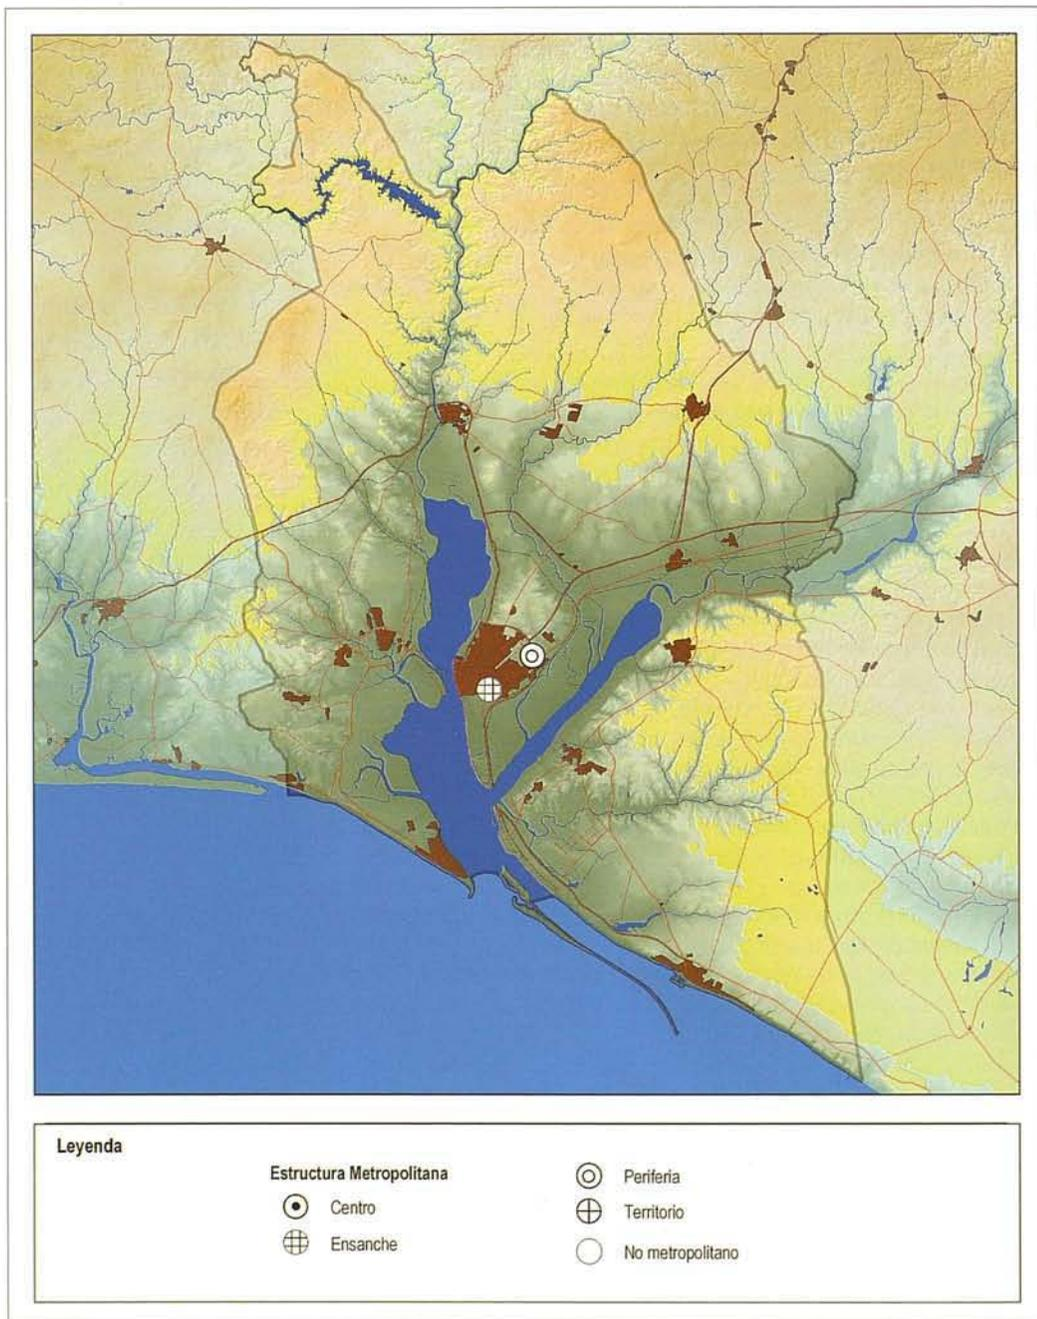 Leyenda
Estructura Metropolitana
Centro
Ensanche
Periferia
Territorio
No metropolitano